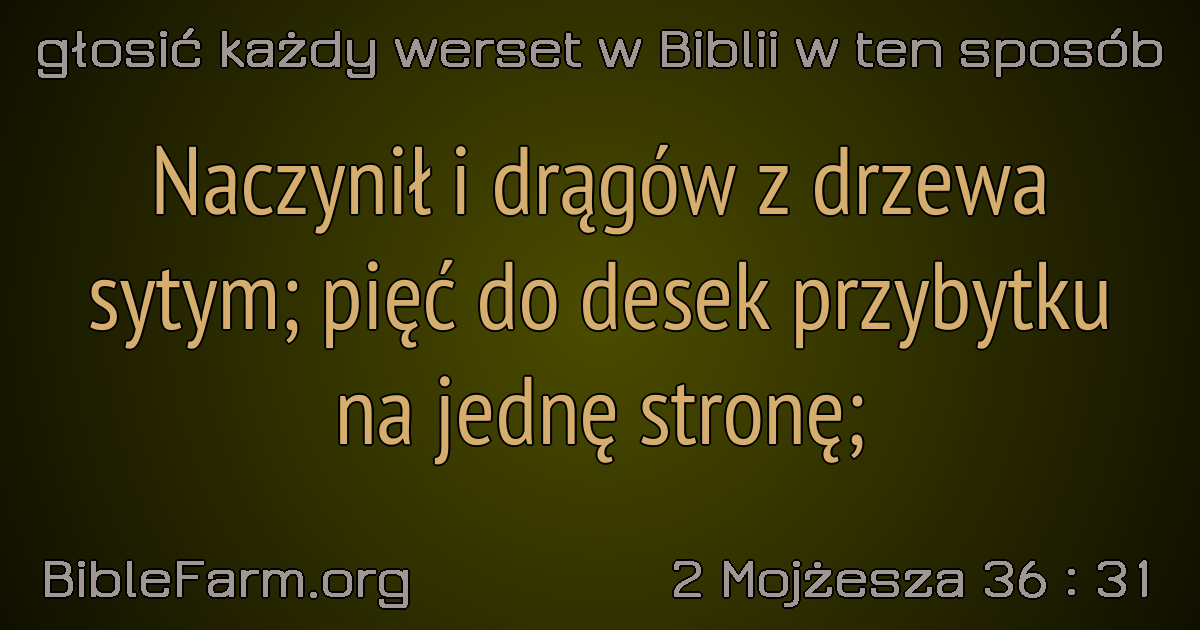 głosić każdy werset w Biblii w ten sposób
Naczynił i drągów z drzewa
sytym; pięć do desek przybytku
na jednę stronę;
BibleFarm.org
2 Mojżesza 36 : 31